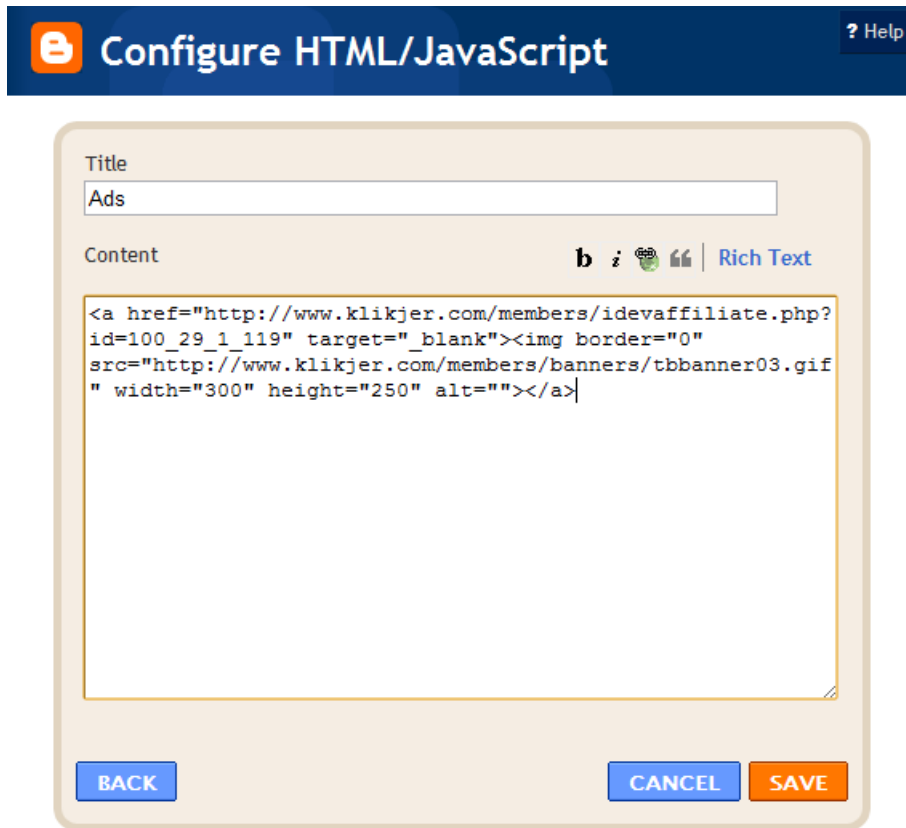 Configure HTML/JavaScript
? Help
Title
Ads
Content
b i “ Rich Text
<a href="http://www.klikjer.com/members/idevaffiliate.php?
id=100_29_1_119" target="_blank"><img border="0"
src="http://www.klikjer.com/members/banners/tbbanner03.gif
" width="300" height="250" alt=""></a>
BACK
CANCEL
SAVE